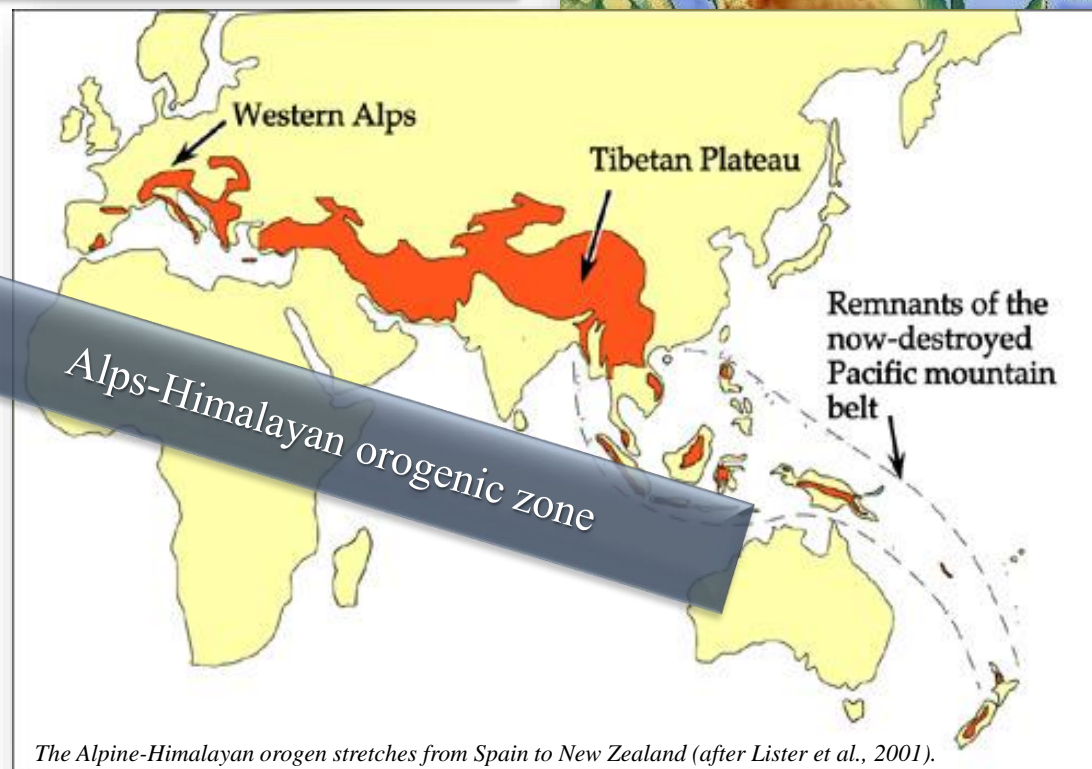 Western Alps
Tibetan Plateau
Remnants of the
now-destroyed
Pacific mountain
belt
Alps-Himalayan orogenic zone
The Alpine-Himalayan orogen stretches from Spain to New Zealand (after Lister et al., 2001).